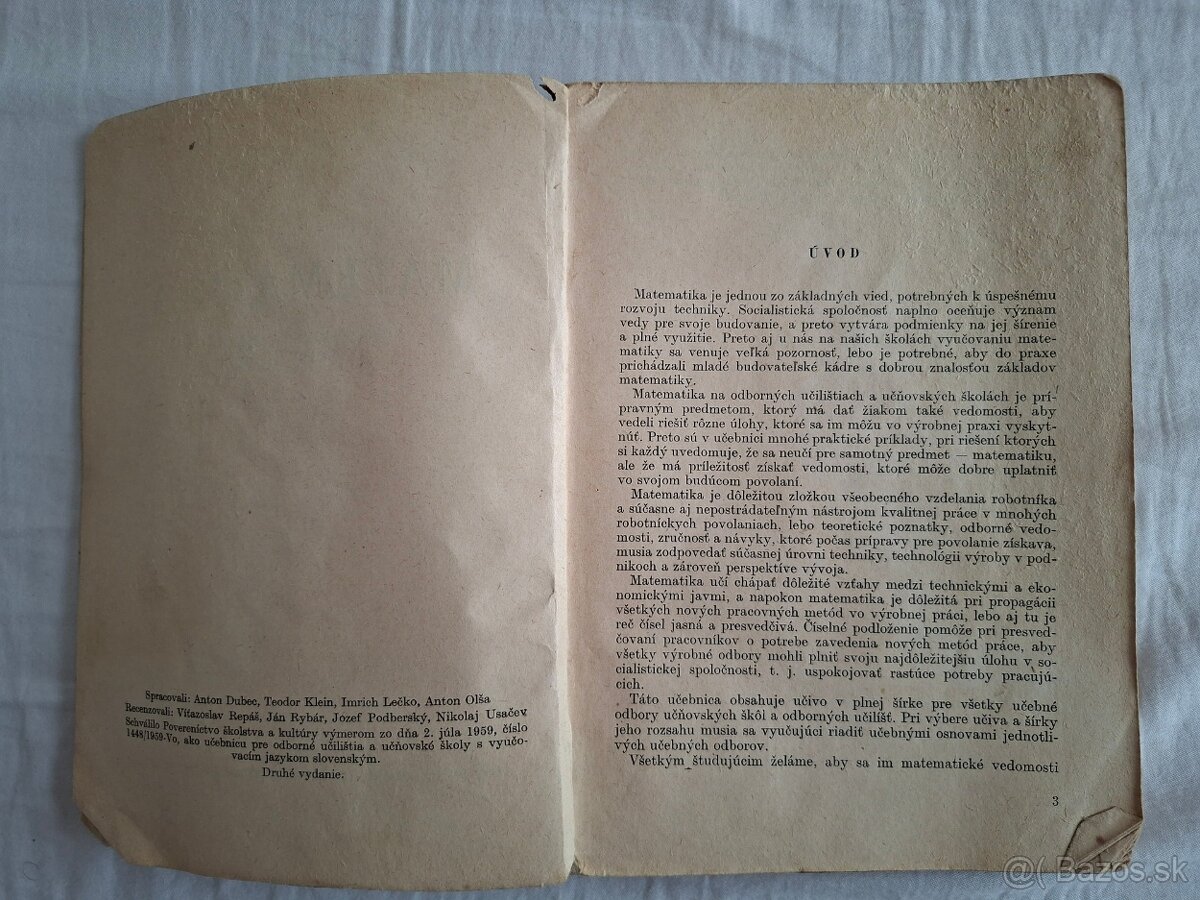 Spracovali: Anton Dubec, Teodor Klein, Imrich Lečko, Anton Olša
Recenzovali: Víťazoslav Repáš, Ján Rybár, Jozef Podberský, Nikolaj Usačev
Schválilo Povereníctvo školstva a kultúry výmerom zo dňa 2. júla 1959, číslo
1448/1959-Vo, ako učebnicu pre odborné učilištia a učňovské školy s vyučo-
vacím jazykom slovenským.
Druhé vydanie.
ÚVOD
Matematika je jednou zo základných vied, potrebných k úspešnému
rozvoju techniky. Socialistická spoločnosť naplno oceňuje význam
vedy pre svoje budovanie, a preto vytvára podmienky na jej šírenie
a plné využitie. Preto aj u nás na našich školách vyučovaniu mate-
matiky sa venuje veľká pozornosť, lebo je potrebné, aby do praxe
prichádzali mladé budovateľské kádre s dobrou znalosťou základov
matematiky.
Matematika na odborných učilištiach a učňovských školách je prí-
pravným predmetom, ktorý má dať žiakom také vedomosti, aby
vedeli riešiť rôzne úlohy, ktoré sa im môžu vo výrobnej praxi vyskyt-
núť. Preto sú v učebnici mnohé praktické príklady, pri riešení ktorých
si každý uvedomuje, že sa neučí pre samotný predmet — matematiku,
ale že má príležitosť získať vedomosti, ktoré môže dobre uplatniť
vo svojom budúcom povolaní.
Matematika je dôležitou zložkou všeobecného vzdelania robotníka
a súčasne aj nepostrádateľným nástrojom kvalitnej práce v mnohých
robotníckych povolaniach, lebo teoretické poznatky, odborné vedo-
mosti, zručnosť a návyky, ktoré počas prípravy pre povolanie získava,
musia zodpovedať súčasnej úrovni techniky, technológii výroby v pod-
nikoch a zároveň perspektíve vývoja.
Matematika učí chápať dôležité vzťahy medzi technickými a eko-
nomickými javmi, a napokon matematika je dôležitá pri propagácii
všetkých nových pracovných metód vo výrobnej práci, lebo aj tu je
reč čísel jasná a presvedčivá. Číselné podloženie pomôže pri presved-
čovaní pracovníkov o potrebe zavedenia nových metód práce, aby
všetky výrobné odbory mohli plniť svoju najdôležitejšiu úlohu v so-
cialistickej spoločnosti, t. j. uspokojovať rastúce potreby pracujú-
cich.
Táto učebnica obsahuje učivo v plnej šírke pre všetky učebné
odbory učňovských škôl a odborných učilíšť. Pri výbere učiva a šírky
jeho rozsahu musia sa vyučujúci riadiť učebnými osnovami jednotli-
vých učebných odborov.
Všetkým študujúcim želáme, aby sa im matematické vedomosti
3
@( Bazos.sk